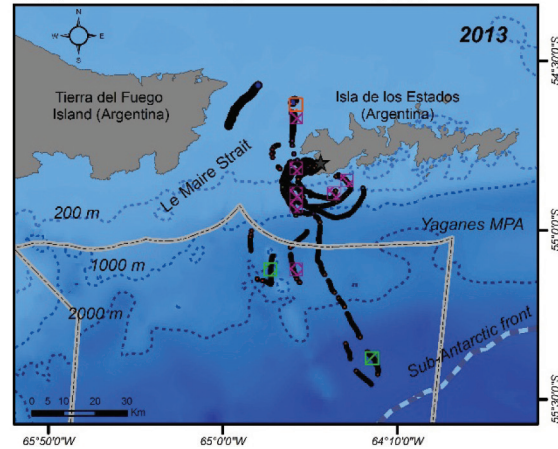 2013
N
W E
S
54°30'0"S
Tierra del Fuego
Island (Argentina)
Isla de los Estados
(Argentina)
Le Maire Strait
200 m
Yaganes MPA
55°0'0"S
1000 m
2000 m
Sub-Antarctic front
0 10 20 30
Km
55°30'0"S
65°50'0"W 65°0'0"W 64°10'0"W